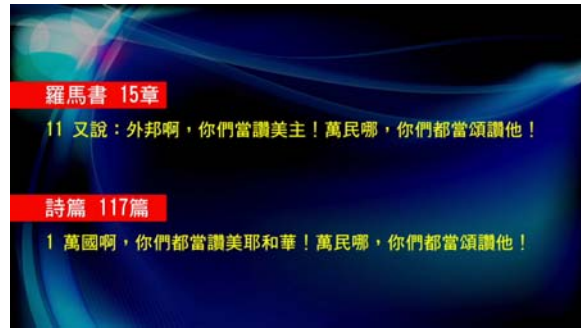 羅馬書 15章
11 又說：外邦啊，你們當讚美主！萬民哪，你們都當頌讚他！
詩篇 117篇
1 萬國啊，你們都當讚美耶和華！萬民哪，你們都當頌讚他！